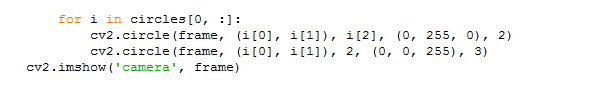 for i in circles[0, :]:
cv2.circle(frame, (i[0], i[1]), i[2], (0, 255, 0), 2)
cv2.circle(frame, (i[0], i[1]), 2, (0, 0, 255), 3)
cv2.imshow('camera', frame)